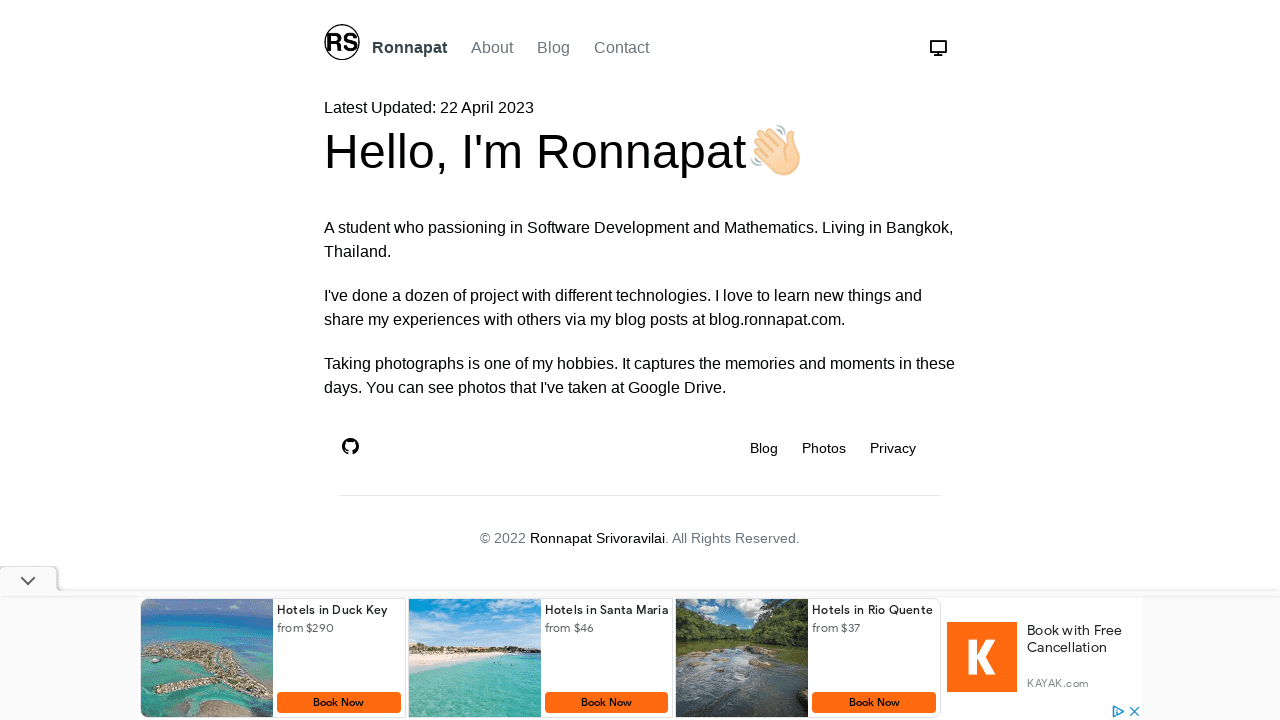 RS Ronnapat About Blog Contact
Latest Updated: 22 April 2023
Hello, I'm Ronnapat👋🏻
A student who passioning in Software Development and Mathematics. Living in Bangkok,
Thailand.
I've done a dozen of project with different technologies. I love to learn new things and
share my experiences with others via my blog posts at blog.ronnapat.com.
Taking photographs is one of my hobbies. It captures the memories and moments in these
days. You can see photos that I've taken at Google Drive.
Blog Photos Privacy
© 2022 Ronnapat Srivoravilai. All Rights Reserved.
Hotels in Duck Key
from $290
Book Now
Hotels in Santa Maria
from $46
Book Now
Hotels in Rio Quente
from $37
Book Now
K
Book with Free
Cancellation
KAYAK.com